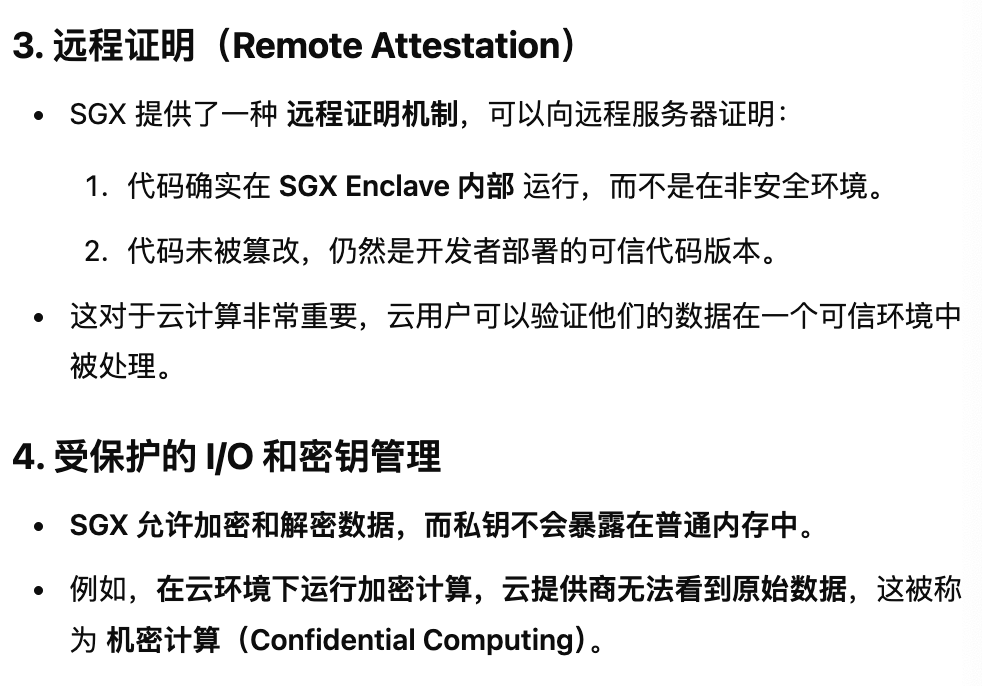 3. 远程证明（Remote Attestation）
• SGX 提供了一种 远程证明机制，可以向远程服务器证明：
1. 代码确实在 SGX Enclave 内部 运行，而不是在非安全环境。
2. 代码未被篡改，仍然是开发者部署的可信代码版本。
• 这对于云计算非常重要，云用户可以验证他们的数据在一个可信环境中
被处理。
4. 受保护的 I/O 和密钥管理
• SGX 允许加密和解密数据，而私钥不会暴露在普通内存中。
• 例如，在云环境下运行加密计算，云提供商无法看到原始数据，这被称
为 机密计算（Confidential Computing）。